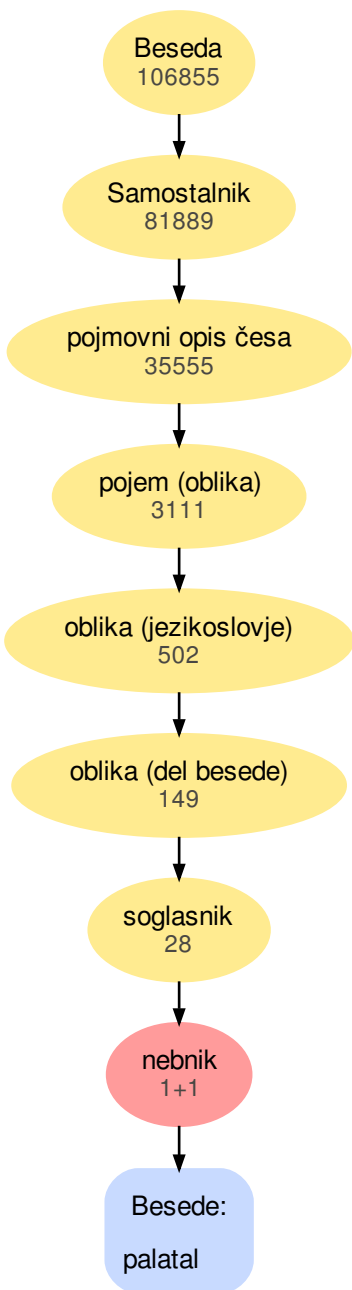 Beseda
106855
Samostalnik
81889
pojmovni opis česa
35555
pojem (oblika)
3111
oblika (jezikoslovje)
502
oblika (del besede)
149
soglasnik
28
nebnik
1+1
Besede:
palatal